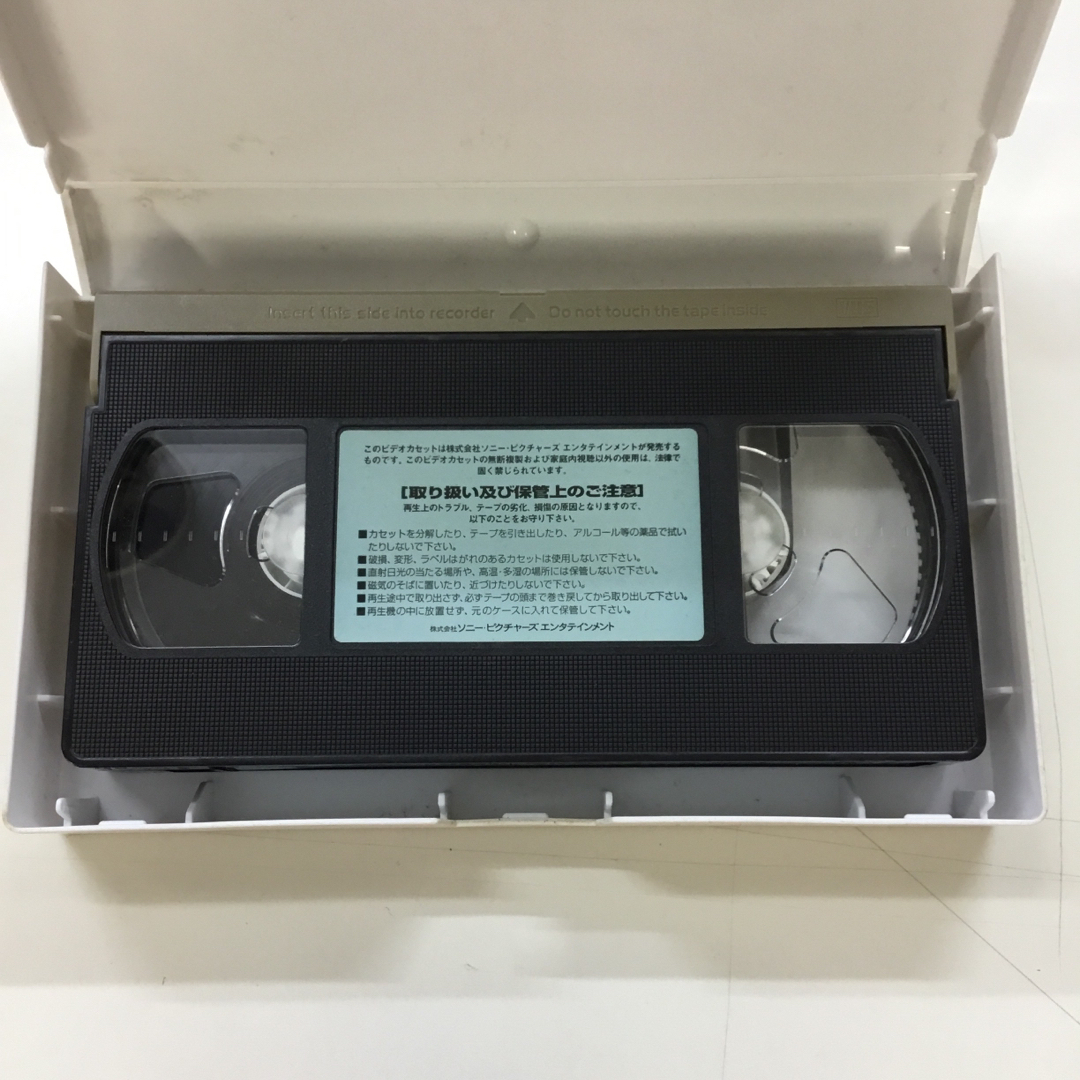 Insert this side into recorder Do not touch the tape inside
VHS
このビデオカセットは株式会社ソニー・ピクチャーズ エンタテインメントが発売する
ものです。このビデオカセットの無断複製および家庭内視聴以外の使用は、法律で
固く禁じられています。
【取り扱い及び保管上のご注意】
再生上のトラブル、テープの劣化、損傷の原因となりますので、
以下のことをお守り下さい。
■カセットを分解したり、テープを引き出したり、アルコール等の薬品で拭い
たりしないで下さい。
■破損、変形、ラベルはがれのあるカセットは使用しないで下さい。
■直射日光の当たる場所や、高温・多湿の場所には保管しないで下さい。
■磁気のそばに置いたり、近づけたりしないで下さい。
■再生途中で取り出さず、必ずテープの頭まで巻き戻してから取り出して下さい。
■再生機の中に放置せず、元のケースに入れて保管して下さい。
株式会社ソニー・ピクチャーズ エンタテインメント